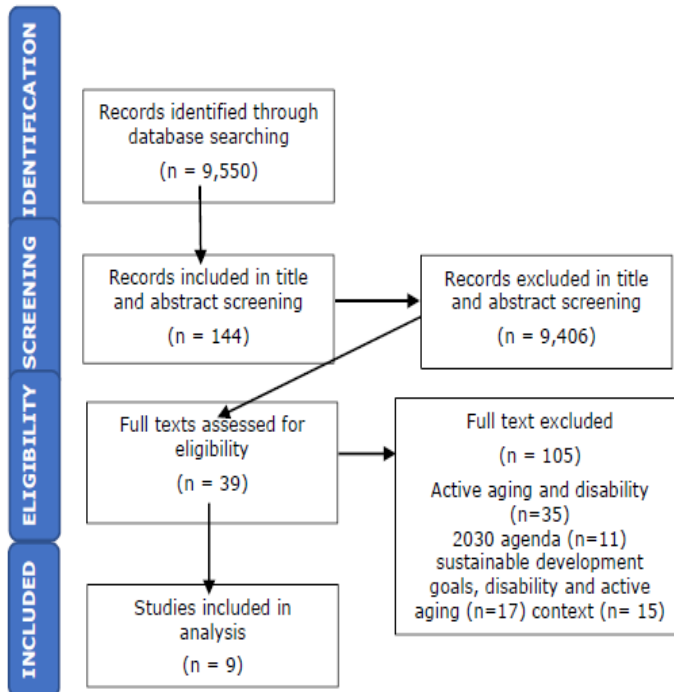 IDENTIFICATION
Records identified through
database searching
(n = 9,550)
SCREENING
Records included in title
and abstract screening
(n = 144)
Records excluded in title
and abstract screening
(n = 9,406)
ELIGIBILITY
Full texts assessed for
eligibility
(n = 39)
Full text excluded
(n = 105)
Active aging and disability
(n=35)
2030 agenda (n=11)
sustainable development
goals, disability and active
aging (n=17) context (n= 15)
INCLUDED
Studies included in
analysis
(n = 9)